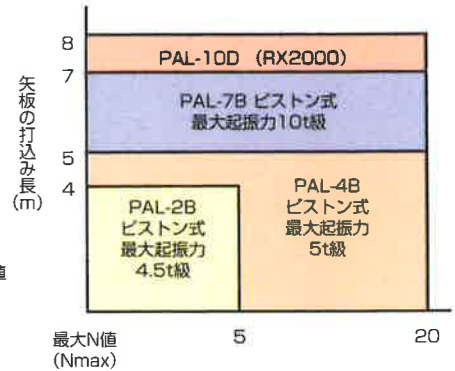 8
PAL-10D (RX2000)
7
PAL-7B ピストン式
最大起振力10t級
矢板の打込み長
(m)
5
4
PAL-4B
ピストン式
最大起振力
5t級
PAL-2B
ピストン式
最大起振力
4.5t級
値
最大N値
(Nmax)
5
20